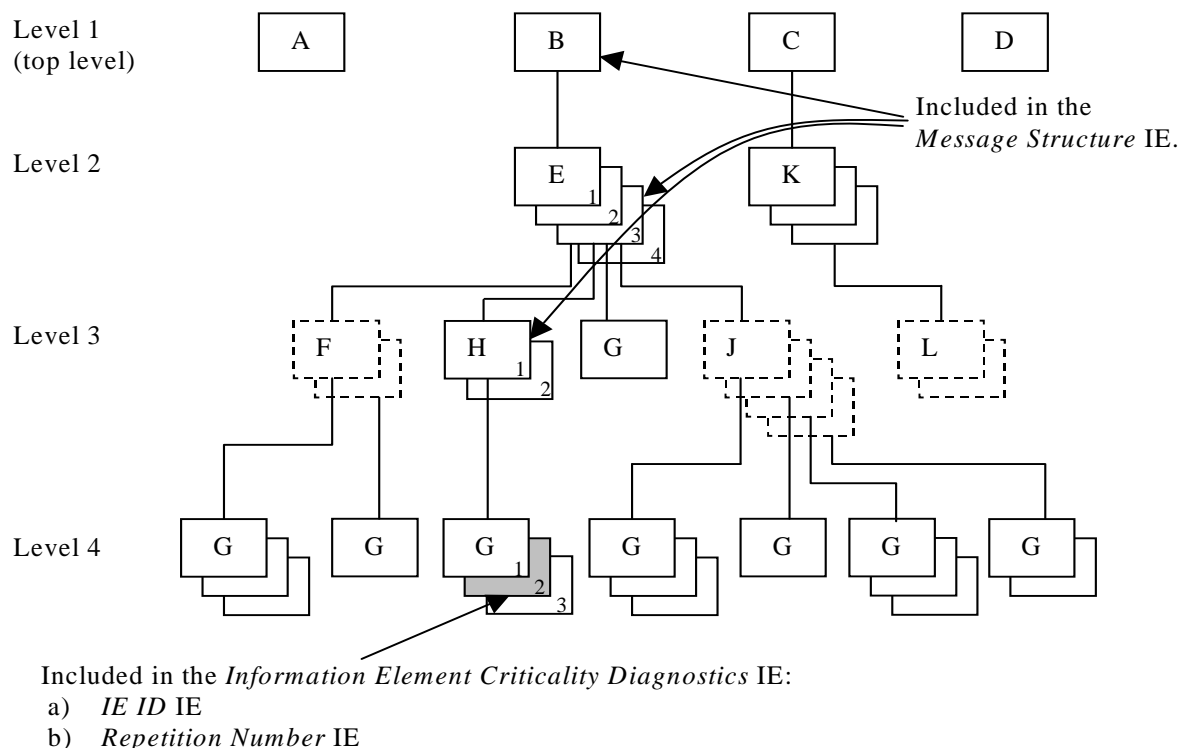 Level 1
(top level)
A
B
C
D
Included in the
Message Structure IE.
Level 2
E
1
2
3
4
K
Level 3
F
H
1
2
G
J
L
Level 4
G
G
G
1
2
3
G
G
G
G
Included in the Information Element Criticality Diagnostics IE:
a) IE ID IE
b) Repetition Number IE